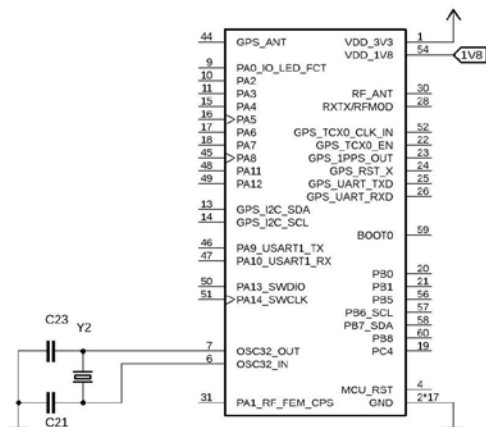 44 GPS_ANT VDD_3V3 1
VDD_1V8 54 1V8
9 PA0_IO_LED_FCT
10 PA2
11 PA3 RF_ANT 30
15 PA4 RXTX/RFMOD 28
16 PA5
17 PA6 GPS_TCX0_CLK_IN 52
18 PA7 GPS_TCX0_EN 22
45 PA8 GPS_1PPS_OUT 23
48 PA11 GPS_RST_X 24
49 PA12 GPS_UART_TXD 25
GPS_UART_RXD 26
13 GPS_I2C_SDA
14 GPS_I2C_SCL
BOOT0 59
46 PA9_USART1_TX
47 PA10_USART1_RX
PB0 20
50 PA13_SWDIO PB1 21
51 PA14_SWCLK PB5 56
PB6_SCL 57
C23 Y2 PB7_SDA 58
PB8 60
7 OSC32_OUT PC4 19
6 OSC32_IN
MCU_RST 4
C21 31 PA1_RF_FEM_CPS GND 2*17